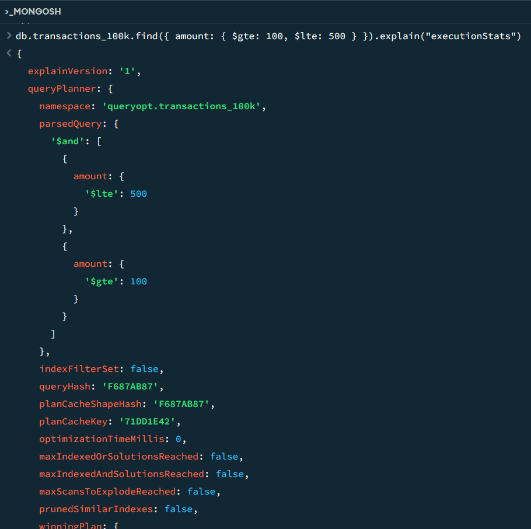 >_MONGOSH
> db.transactions_100k.find({ amount: { $gte: 100, $lte: 500 } }).explain("executionStats")
< {
explainVersion: '1',
queryPlanner: {
namespace: 'queryopt.transactions_100k',
parsedQuery: {
'$and': [
{
amount: {
'$lte': 500
}
},
{
amount: {
'$gte': 100
}
}
]
},
indexFilterSet: false,
queryHash: 'F687AB87',
planCacheShapeHash: 'F687AB87',
planCacheKey: '71DD1E42',
optimizationTimeMillis: 0,
maxIndexedOrSolutionsReached: false,
maxIndexedAndSolutionsReached: false,
maxScansToExplodeReached: false,
prunedSimilarIndexes: false,
winningPlan: {